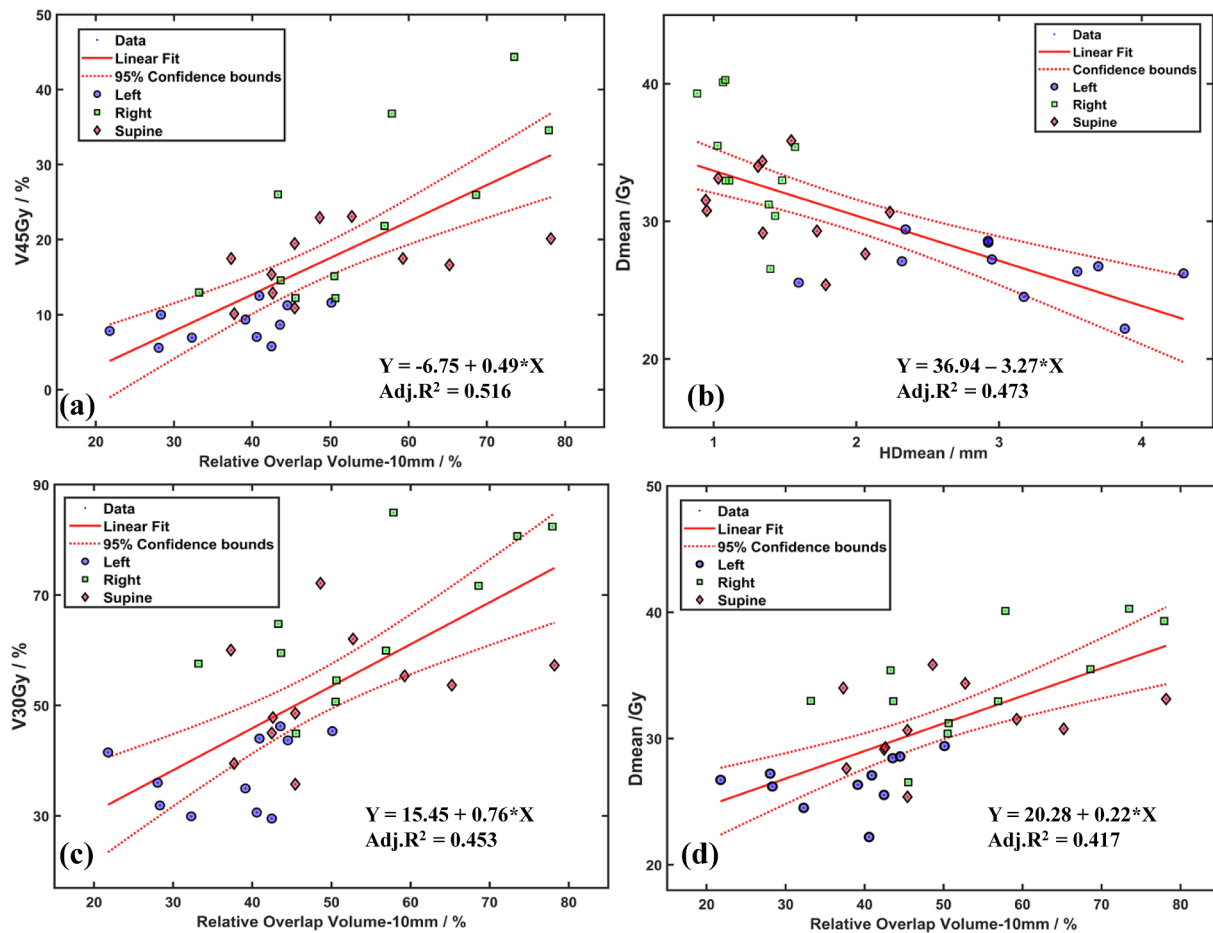 50
40
30
20
10
0
V45Gy / %
Data
Linear Fit
95% Confidence bounds
Left
Right
Supine
Y = -6.75 + 0.49*X
Adj.R² = 0.516
(a)
20 30 40 50 60 70 80
Relative Overlap Volume-10mm / %
40
30
20
Dmean /Gy
Data
Linear Fit
Confidence bounds
Left
Right
Supine
Y = 36.94 – 3.27*X
Adj.R² = 0.473
(b)
1 2 3 4
HDmean / mm
90
70
50
30
V30Gy / %
Data
Linear Fit
95% Confidence bounds
Left
Right
Supine
Y = 15.45 + 0.76*X
Adj.R² = 0.453
(c)
20 30 40 50 60 70 80
Relative Overlap Volume-10mm / %
50
40
30
20
Dmean /Gy
Data
Linear Fit
95% Confidence bounds
Left
Right
Supine
Y = 20.28 + 0.22*X
Adj.R² = 0.417
(d)
20 30 40 50 60 70 80
Relative Overlap Volume-10mm / %